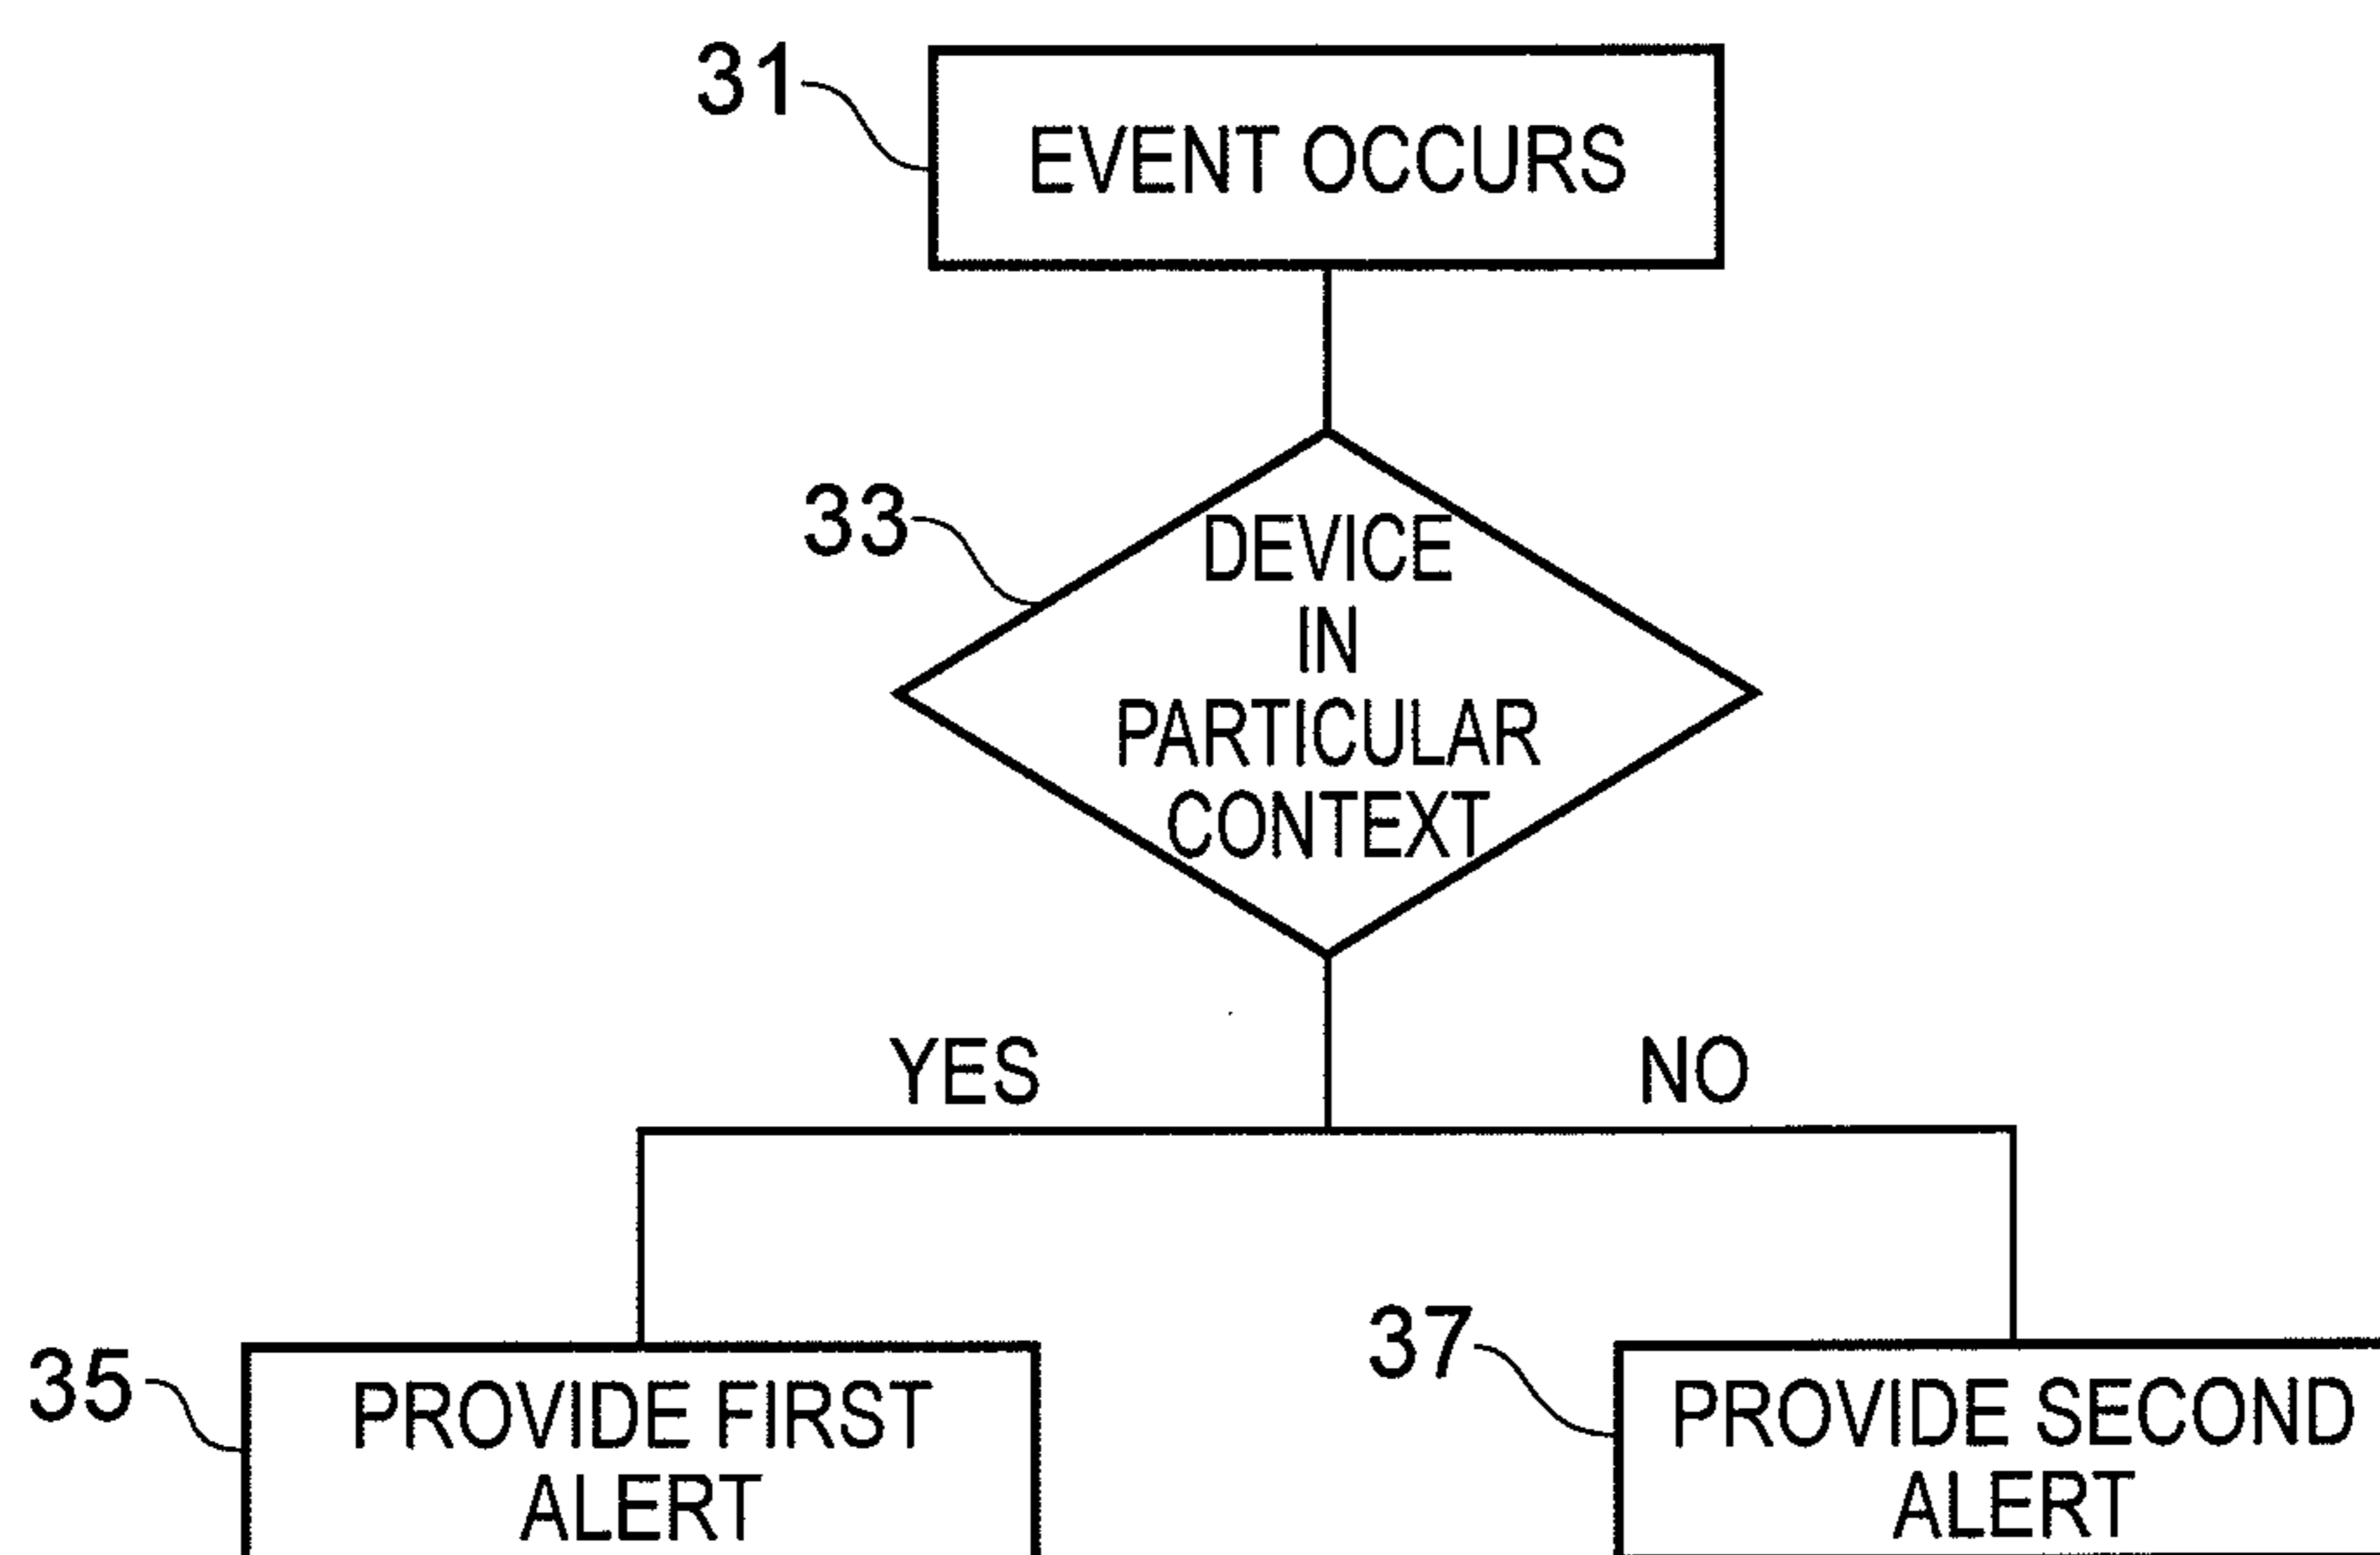 31
EVENT OCCURS
33
DEVICE
IN
PARTICULAR
CONTEXT
YES
NO
35
PROVIDE FIRST
ALERT
37
PROVIDE SECOND
ALERT